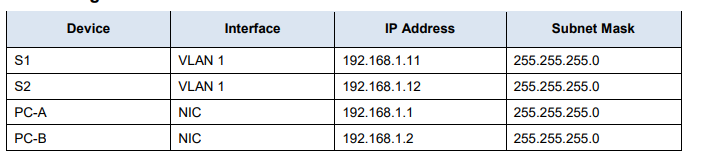 Device Interface IP Address Subnet Mask
S1 VLAN 1 192.168.1.11 255.255.255.0
S2 VLAN 1 192.168.1.12 255.255.255.0
PC-A NIC 192.168.1.1 255.255.255.0
PC-B NIC 192.168.1.2 255.255.255.0